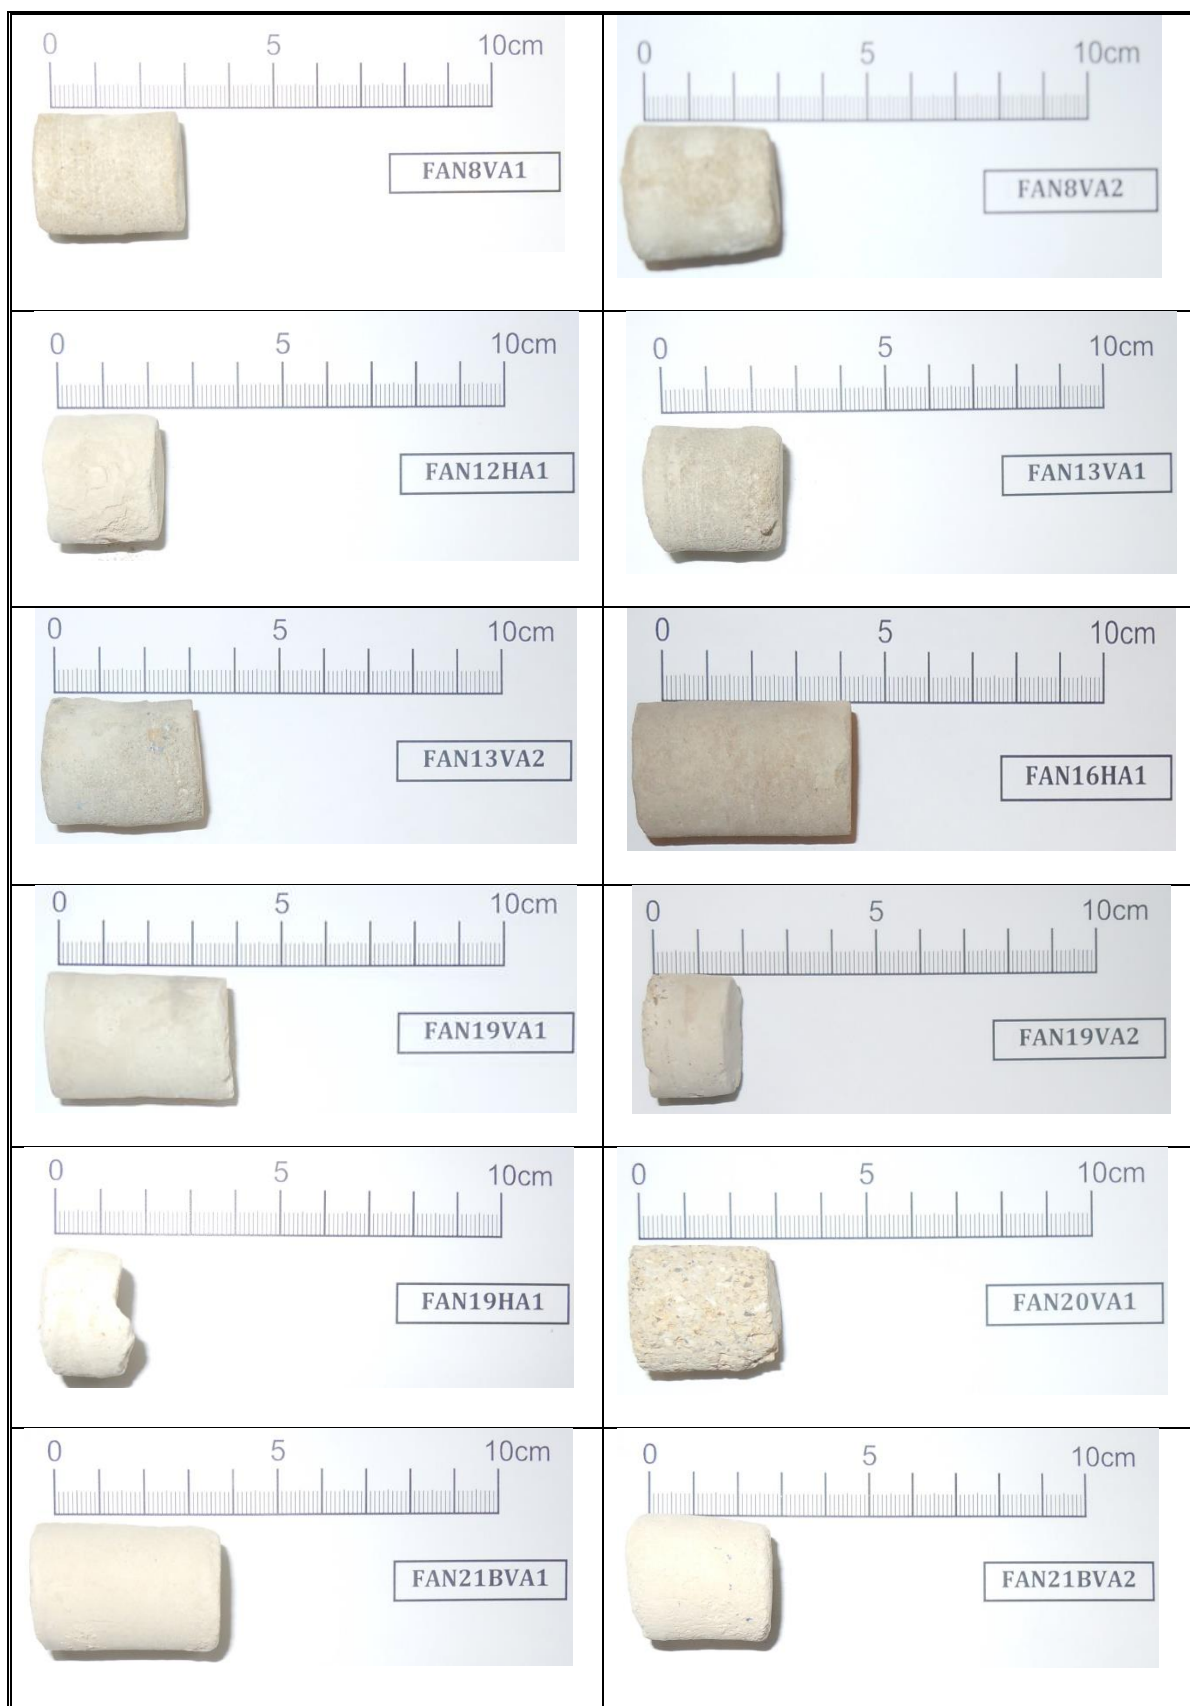 0 5 10cm
FAN8VA1
0 5 10cm
FAN8VA2
0 5 10cm
FAN12HA1
0 5 10cm
FAN13VA1
0 5 10cm
FAN13VA2
0 5 10cm
FAN16HA1
0 5 10cm
FAN19VA1
0 5 10cm
FAN19VA2
0 5 10cm
FAN19HA1
0 5 10cm
FAN20VA1
0 5 10cm
FAN21BVA1
0 5 10cm
FAN21BVA2